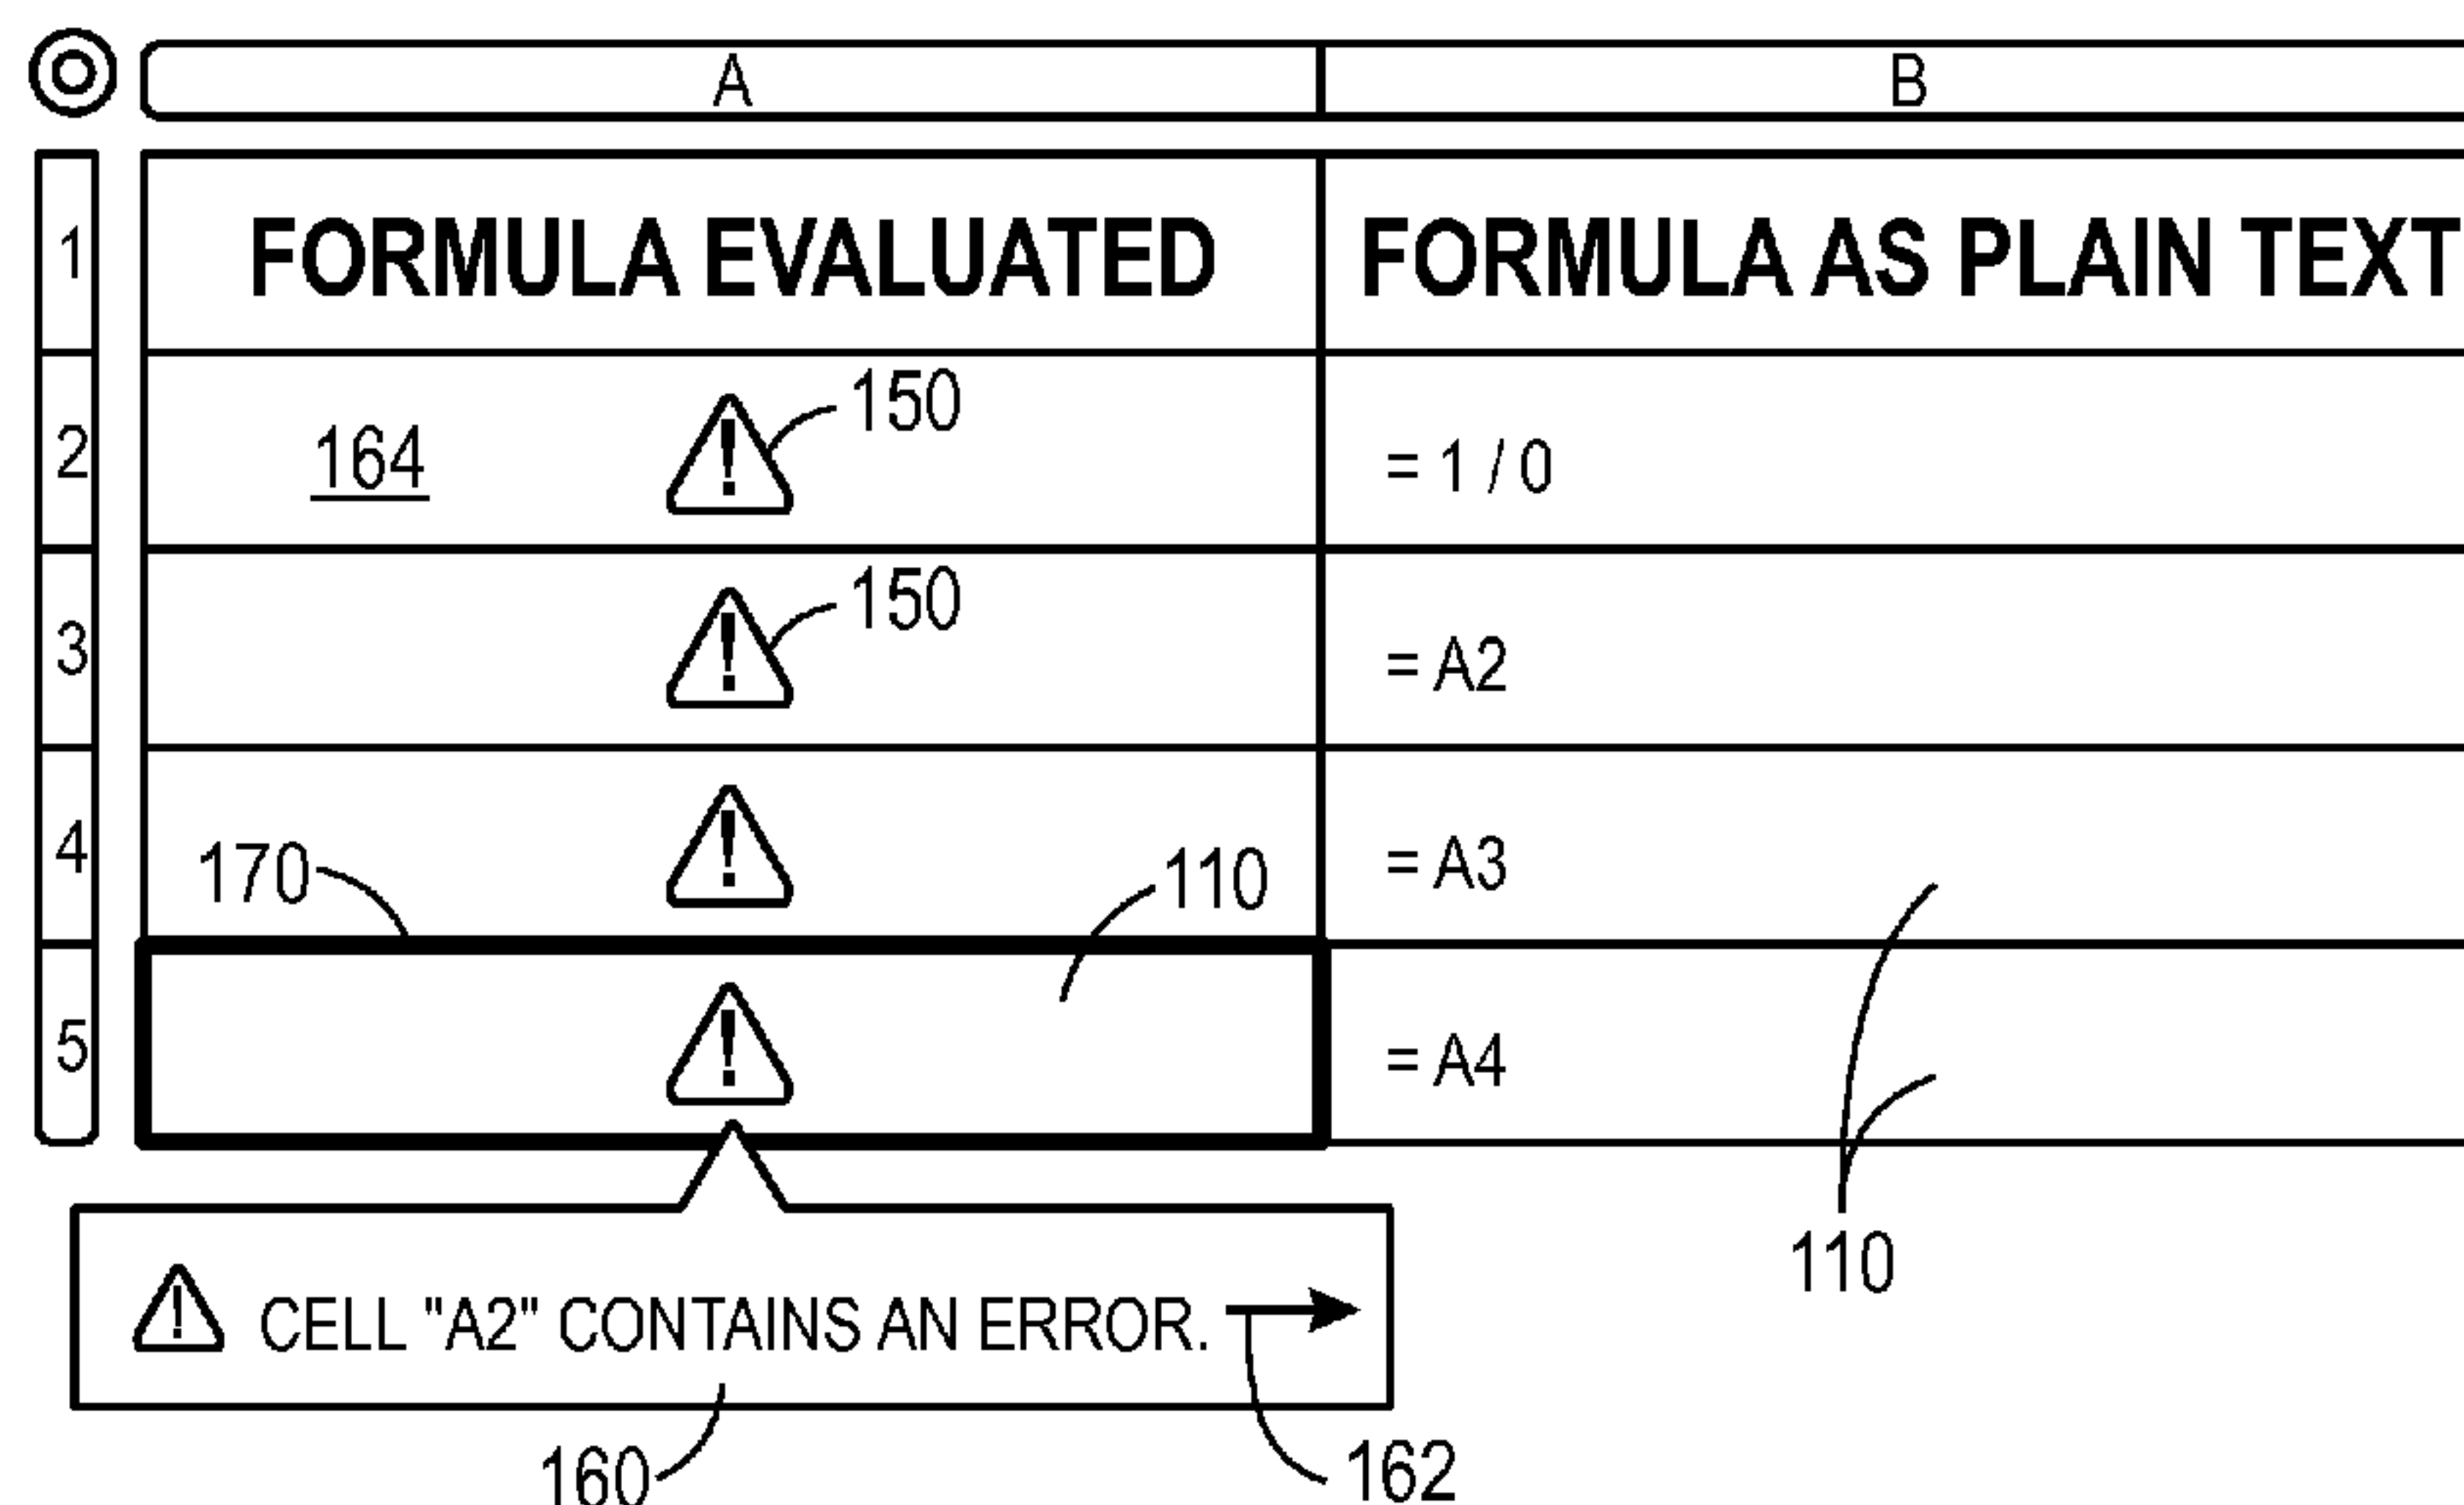 A B
1 FORMULA EVALUATED FORMULA AS PLAIN TEXT
2 164 150 = 1 / 0
3 150 = A2
4 170 110 = A3
5 = A4
110
CELL "A2" CONTAINS AN ERROR.
160 162